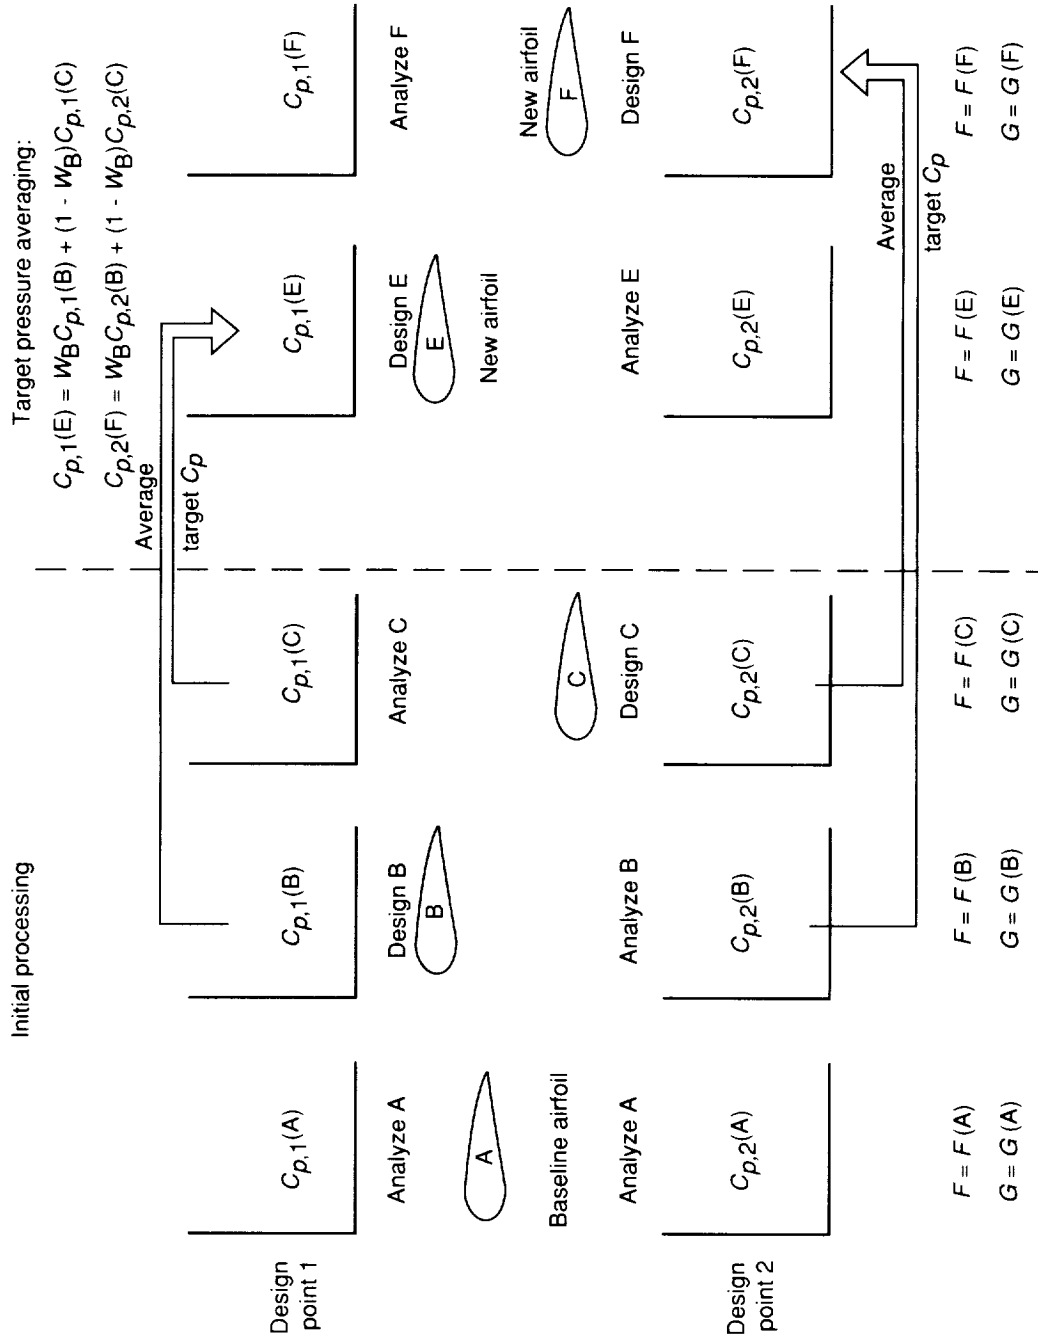 Initial processing
Target pressure averaging:
Cp,1(E) = WBCp,1(B) + (1 - WB)Cp,1(C)
Cp,2(F) = WBCp,2(B) + (1 - WB)Cp,2(C)
Average
target Cp
Design
point 1
Cp,1(A)
Cp,1(B)
Cp,1(C)
Cp,1(E)
Cp,1(F)
Analyze A
Design B
Analyze C
Design E
Analyze F
A
B
E
Baseline airfoil
New airfoil
C
New airfoil
F
Analyze A
Analyze B
Design C
Analyze E
Design F
Design
point 2
Cp,2(A)
Cp,2(B)
Cp,2(C)
Cp,2(E)
Cp,2(F)
Average
target Cp
F = F(A)
G = G(A)
F = F(B)
G = G(B)
F = F(C)
G = G(C)
F = F(E)
G = G(E)
F = F(F)
G = G(F)